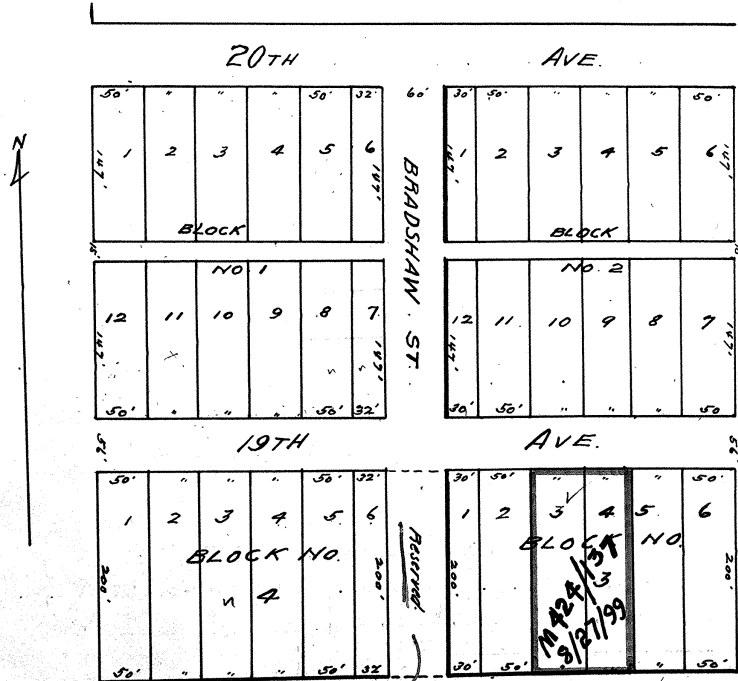 20TH AVE.
N
50' " " 50' 32' 60' 30' 50' " " 50'
1 2 3 4 5 6 1 2 3 4 5 6
147' 147' 147' 147'
BLOCK BLOCK
BRADSHAW. ST.
15'
NO. 1 NO. 2
12 11 10 9 8 7 12 11 10 9 8 7
147' 147' 147' 147'
50' " " 50' 32' 30' 50' " " 50
56' 19TH AVE. 56'
50' " " 50' 32' 30' 50' " " 50'
1 2 3 4 5 6 1 2 3 4 5 6
BLOCK NO. BLOCK NO.
4 3
200' 200' 200' 200'
Reserved
M424/137
8/27/99
50' " " 50' 32' 30' 50' " " 50'